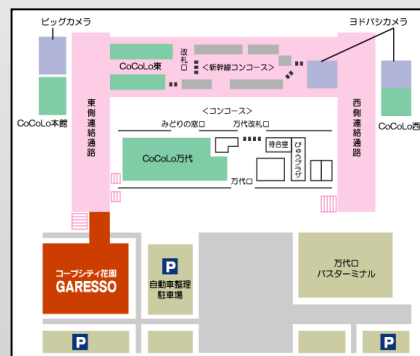 ビックカメラ
ヨドバシカメラ
CoCoLo東
改札口
<新幹線コンコース>
CoCoLo本館
CoCoLo西
東側連絡通路
西側連絡通路
<コンコース>
みどりの窓口
万代改札口
CoCoLo万代
待合室
びゅうプラザ
万代口
コープシティ花園
GARESSO
P
自動車整理
駐車場
万代口
バスターミナル
P
P